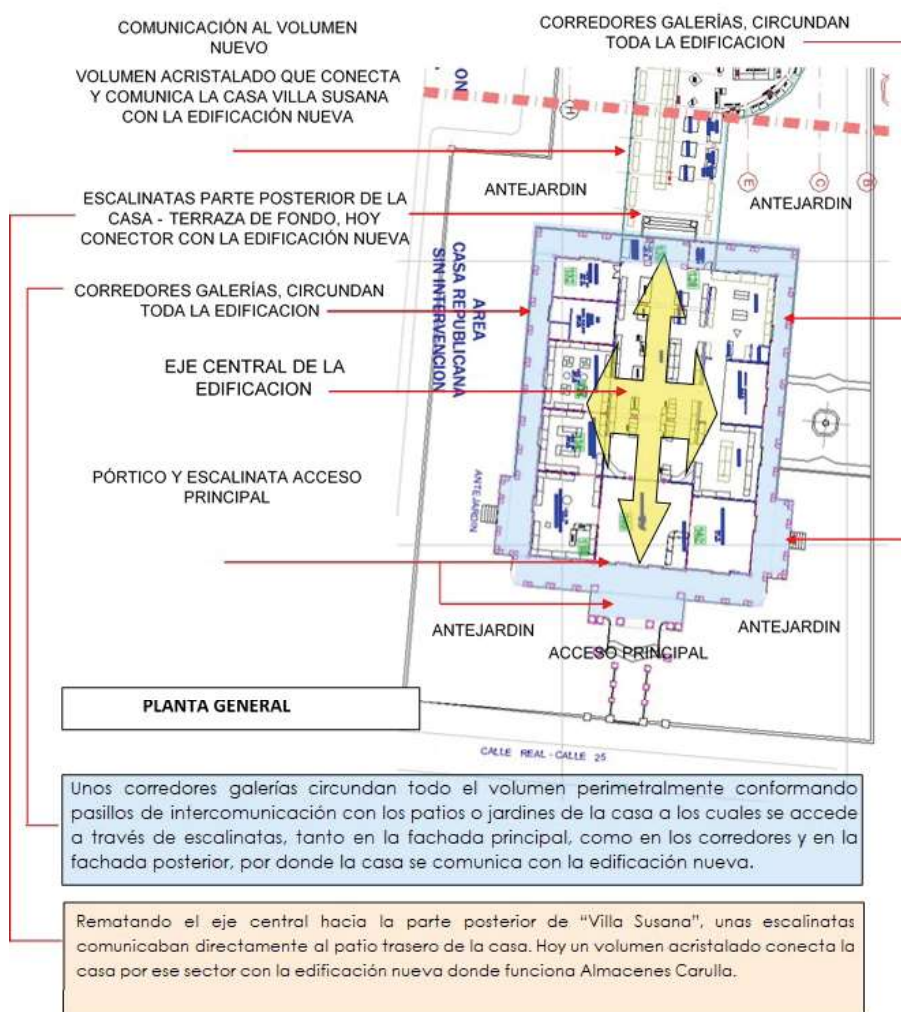 COMUNICACIÓN AL VOLUMEN
NUEVO
CORREDORES GALERÍAS, CIRCUNDAN
TODA LA EDIFICACION
VOLUMEN ACRISTALADO QUE CONECTA
Y COMUNICA LA CASA VILLA SUSANA
CON LA EDIFICACIÓN NUEVA
ON
H
E
C
B
ANTEJARDIN
ANTEJARDIN
ESCALINATAS PARTE POSTERIOR DE LA
CASA - TERRAZA DE FONDO, HOY
CONECTOR CON LA EDIFICACIÓN NUEVA
AREA
CASA REPUBLICANA
SIN INTERVENCION
CORREDORES GALERÍAS, CIRCUNDAN
TODA LA EDIFICACION
EJE CENTRAL DE LA
EDIFICACION
PÓRTICO Y ESCALINATA ACCESO
PRINCIPAL
ANTEJARDIN
ANTEJARDIN
ANTEJARDIN
ACCESO PRINCIPAL
PLANTA GENERAL
CALLE REAL - CALLE 25
Unos corredores galerías circundan todo el volumen perimetralmente conformando
pasillos de intercomunicación con los patios o jardines de la casa a los cuales se accede
a través de escalinatas, tanto en la fachada principal, como en los corredores y en la
fachada posterior, por donde la casa se comunica con la edificación nueva.
Rematando el eje central hacia la parte posterior de “Villa Susana”, unas escalinatas
comunicaban directamente al patio trasero de la casa. Hoy un volumen acristalado conecta la
casa por ese sector con la edificación nueva donde funciona Almacenes Carulla.